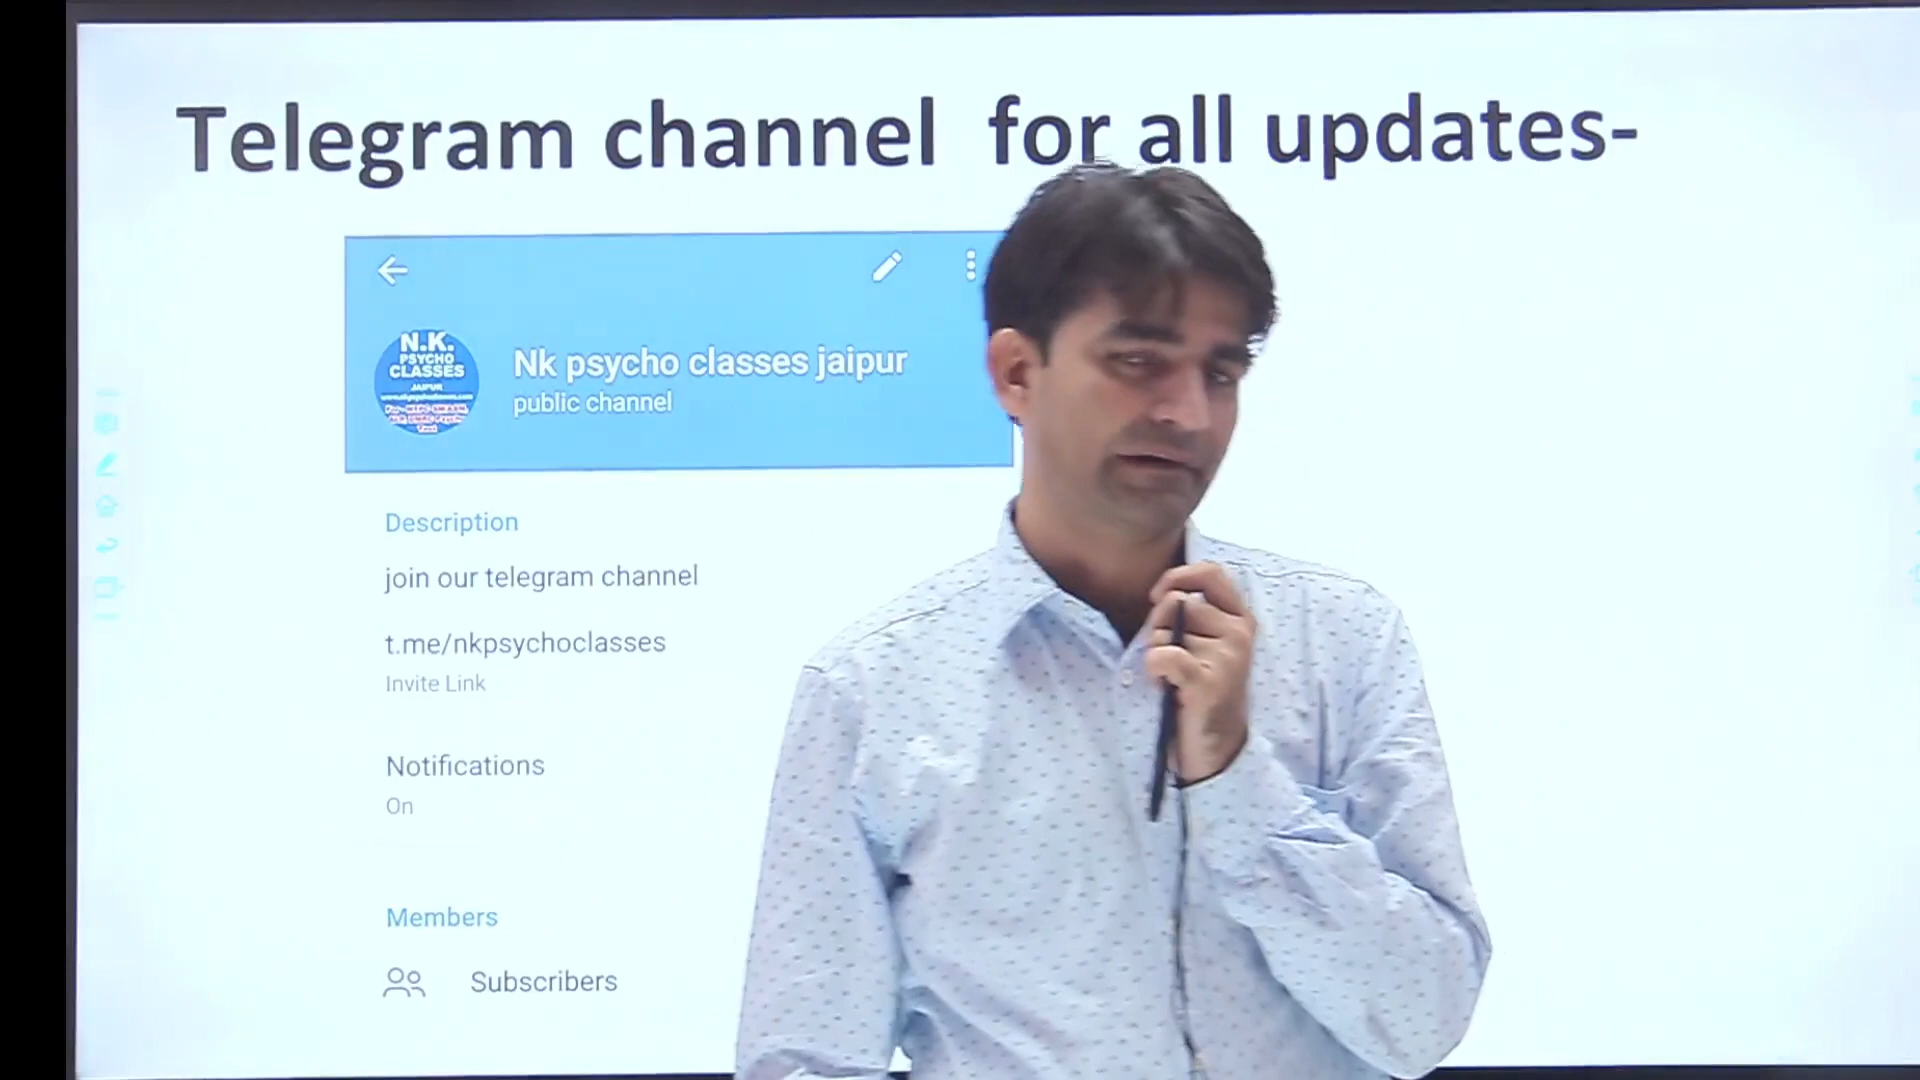 Telegram channel for all updates-
N.K.
PSYCHO
CLASSES
JAIPUR
Nk psycho classes jaipur
public channel
Description
join our telegram channel
t.me/nkpsychoclasses
Invite Link
Notifications
On
Members
Subscribers